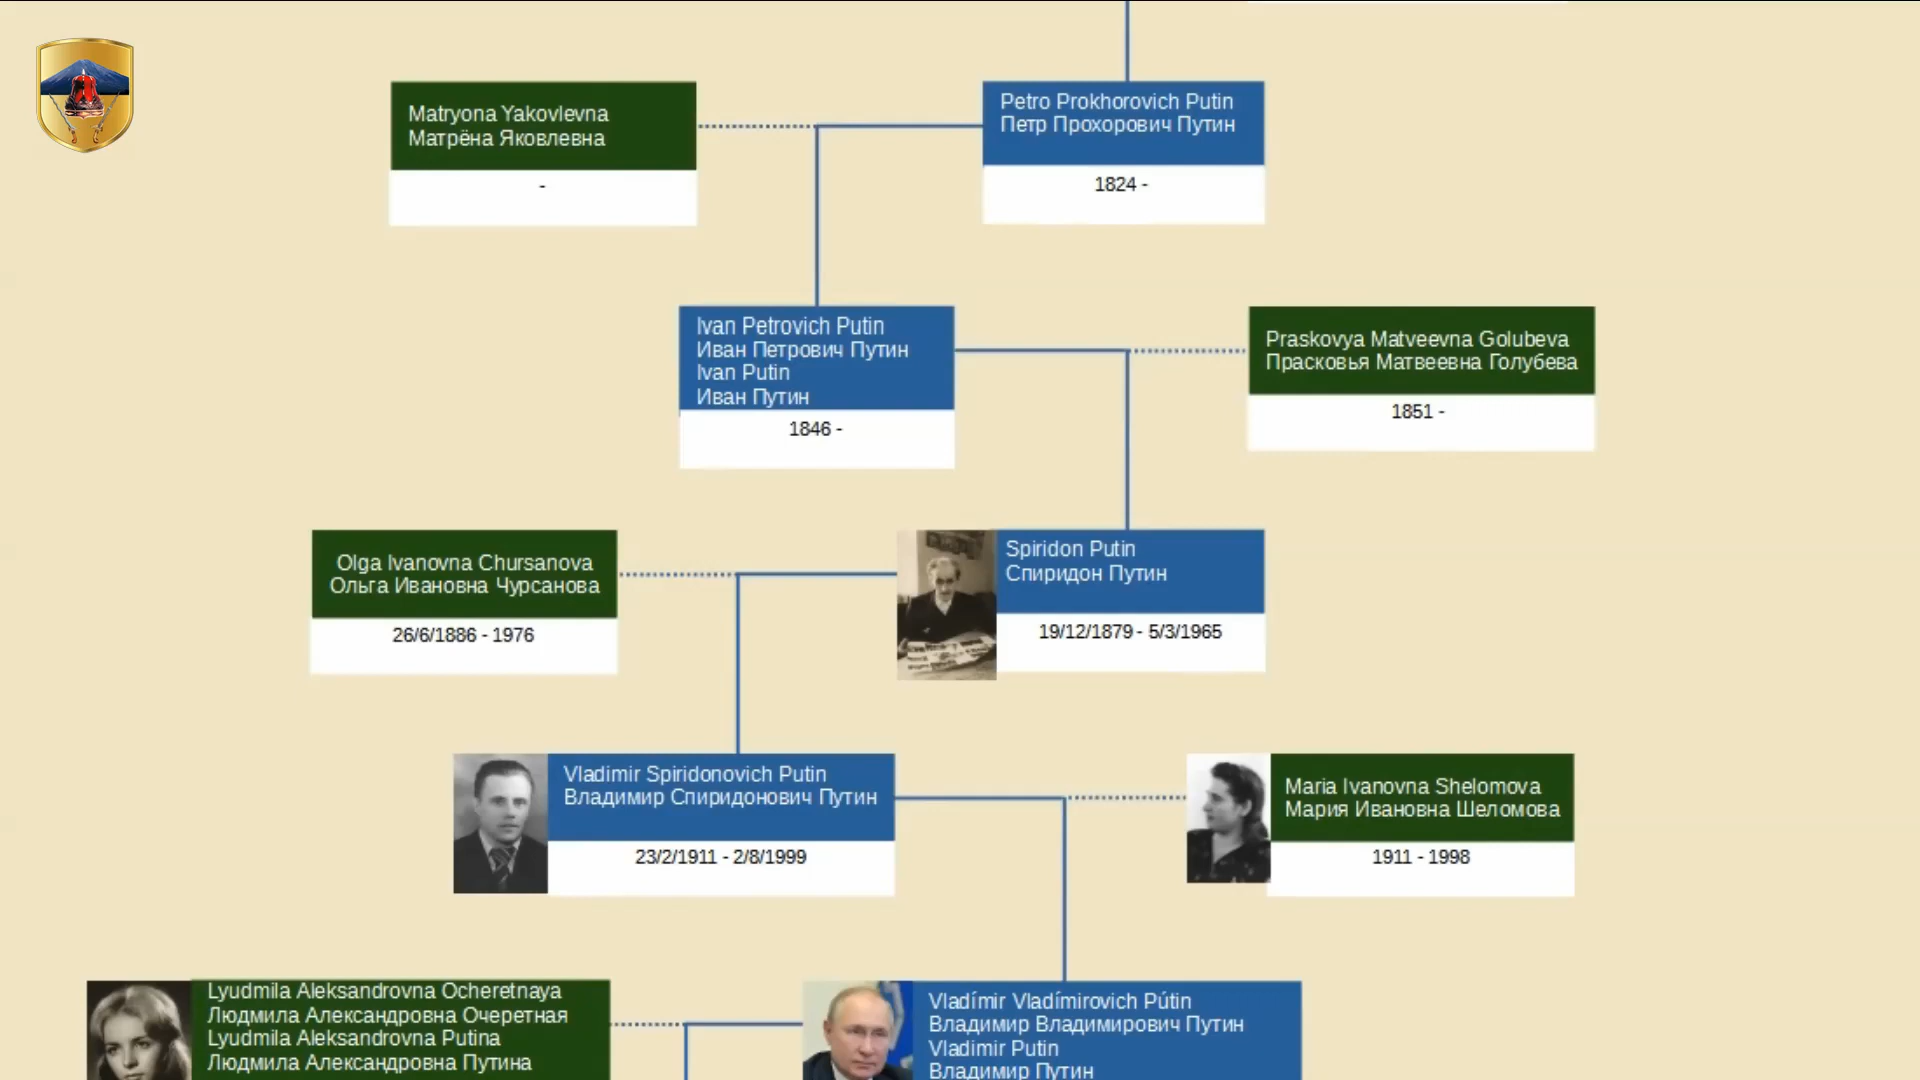 Matryona Yakovlevna
Матрёна Яковлевна
-
Petro Prokhorovich Putin
Петр Прохорович Путин
1824 -
Ivan Petrovich Putin
Иван Петрович Путин
Ivan Putin
Иван Путин
1846 -
Praskovya Matveevna Golubeva
Прасковья Матвеевна Голубева
1851 -
Olga Ivanovna Chursanova
Ольга Ивановна Чурсанова
26/6/1886 - 1976
Spiridon Putin
Спиридон Путин
19/12/1879 - 5/3/1965
Vladimir Spiridonovich Putin
Владимир Спиридонович Путин
23/2/1911 - 2/8/1999
Maria Ivanovna Shelomova
Мария Ивановна Шеломова
1911 - 1998
Lyudmila Aleksandrovna Ocheretnaya
Людмила Александровна Очеретная
Lyudmila Aleksandrovna Putina
Людмила Александровна Путина
Vladímir Vladímirovich Pútin
Владимир Владимирович Путин
Vladimir Putin
Владимир Путин